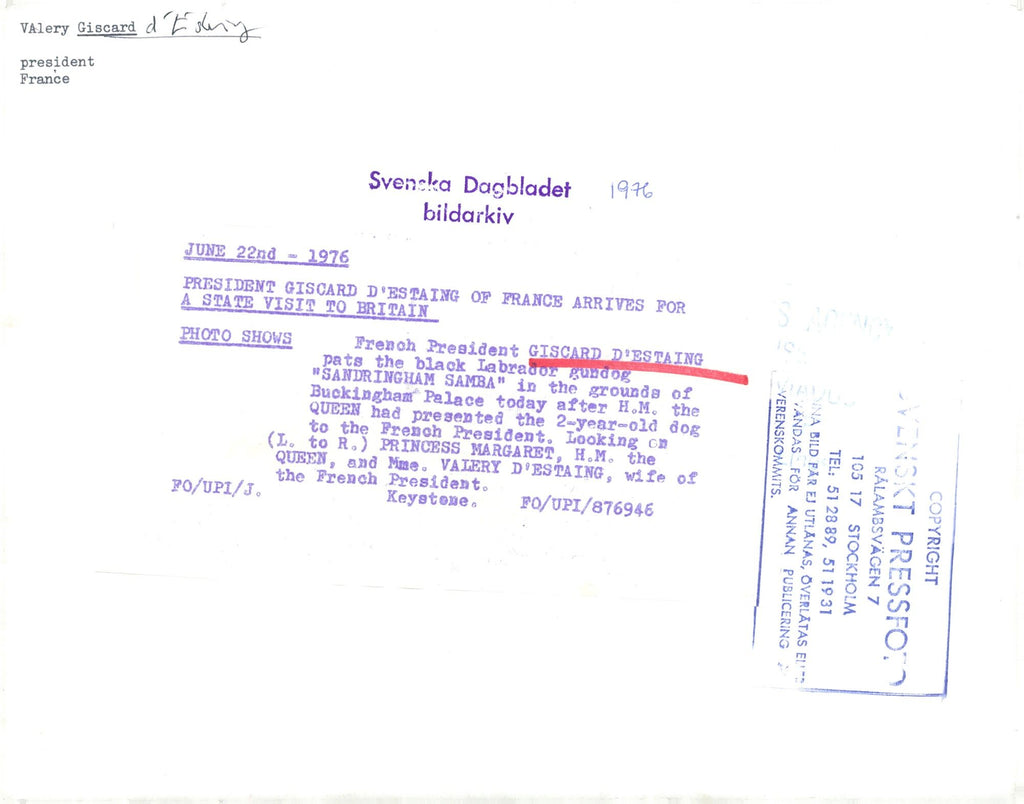 VAlery Giscard d'Estaing
president
France
Svenska Dagbladet
bildarkiv
1976
JUNE 22nd - 1976
PRESIDENT GISCARD D'ESTAING OF FRANCE ARRIVES FOR
A STATE VISIT TO BRITAIN
PHOTO SHOWS
French President GISCARD D'ESTAING
pats the black Labrador gundog
"SANDRINGHAM SAMBA" in the grounds of
Buckingham Palace today after H.M. the
QUEEN had presented the 2-year-old dog
to the French President. Looking on
(L. to R.) PRINCESS MARGARET, H.M. the
QUEEN, and Mme. VALERY D'ESTAING, wife of
the French President.
FO/UPI/J.
Keystone. FO/UPI/876946
COPYRIGHT
SVENSKT PRESSFOTO
RÅLAMBSVÄGEN 7
105 17 STOCKHOLM
TEL: 51 28 89, 51 19 31
BILD FÅR EJ UTLÅNAS, ÖVERLÅTAS
FÖR ANNAN PUBLICERING
VERENSKOMMITS.